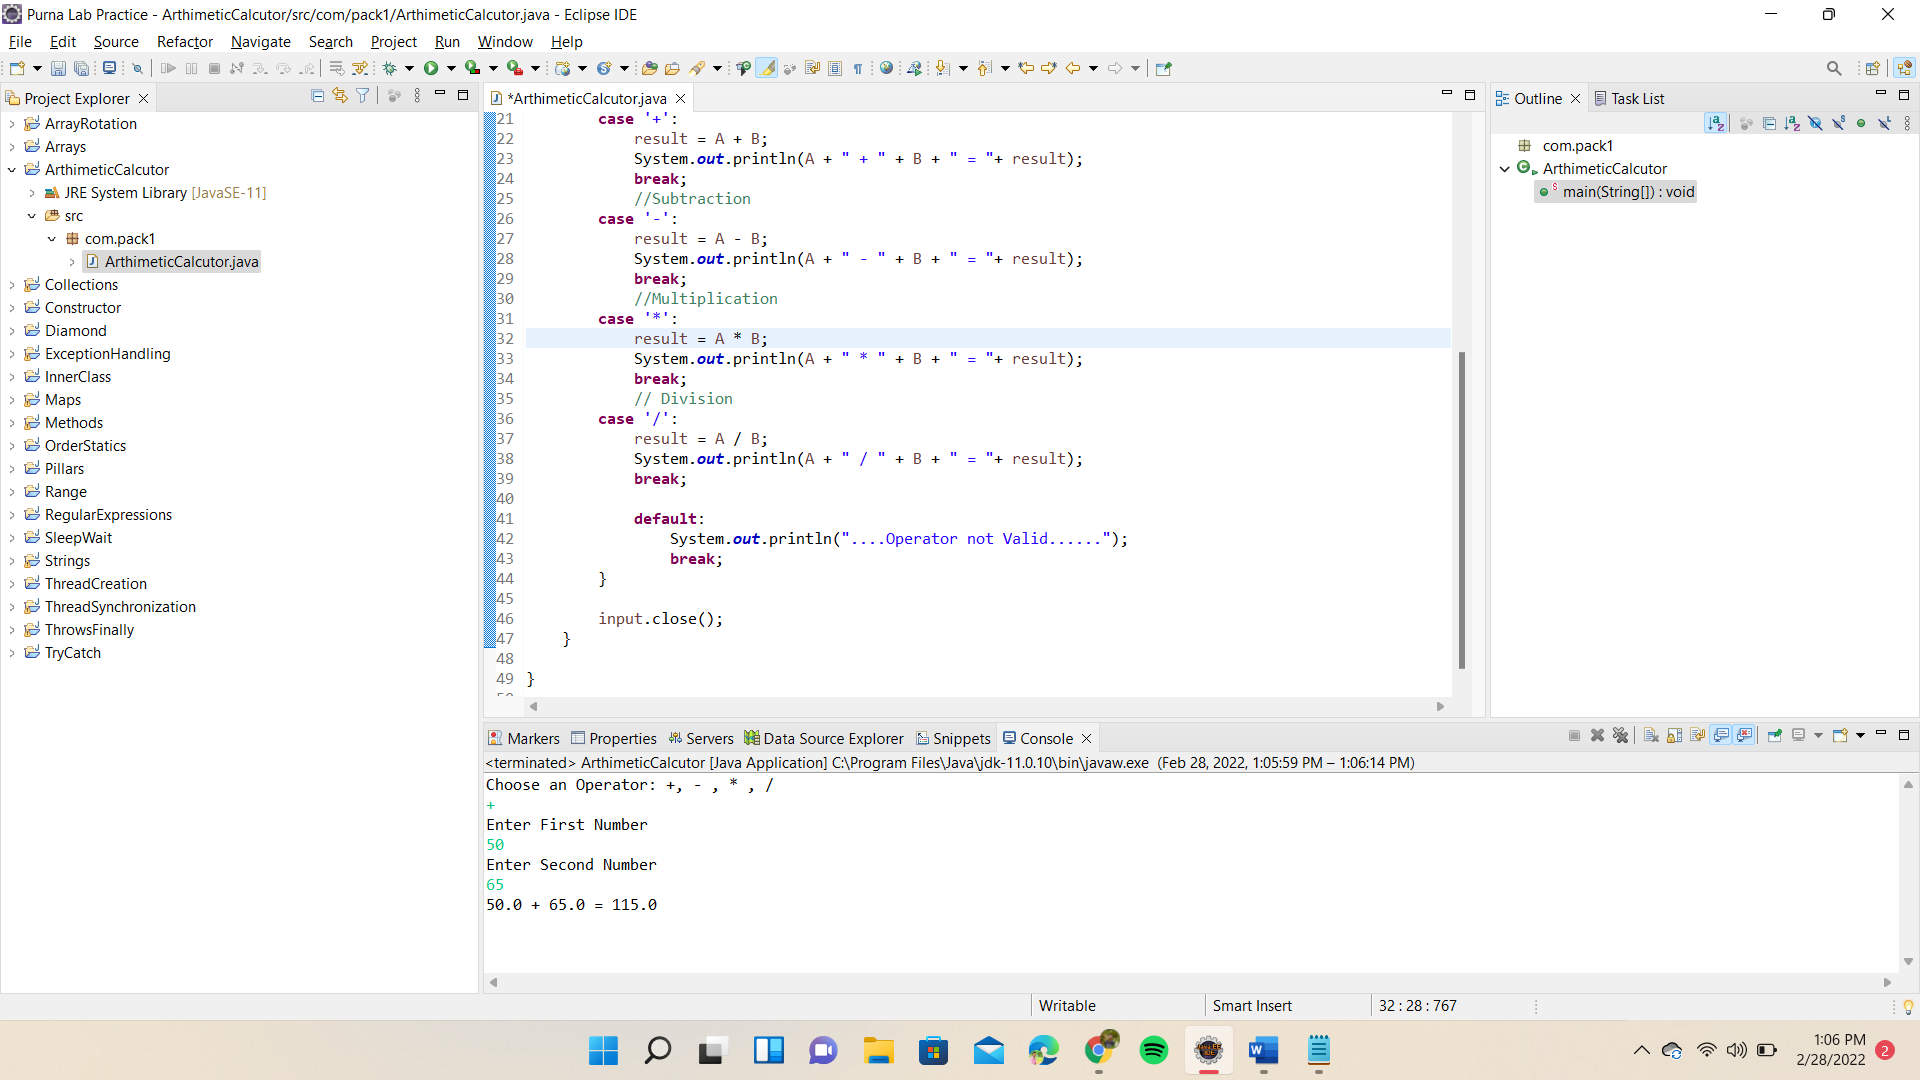 Purna Lab Practice - ArthimeticCalcutor/src/com/pack1/ArthimeticCalcutor.java - Eclipse IDE
File Edit Source Refactor Navigate Search Project Run Window Help
Project Explorer
ArrayRotation
Arrays
ArthimeticCalcutor
JRE System Library [JavaSE-11]
src
com.pack1
ArthimeticCalcutor.java
Collections
Constructor
Diamond
ExceptionHandling
InnerClass
Maps
Methods
OrderStatics
Pillars
Range
RegularExpressions
SleepWait
Strings
ThreadCreation
ThreadSynchronization
ThrowsFinally
TryCatch
*ArthimeticCalcutor.java
21 case '+':
22 result = A + B;
23 System.out.println(A + " + " + B + " = "+ result);
24 break;
25 //Subtraction
26 case '-':
27 result = A - B;
28 System.out.println(A + " - " + B + " = "+ result);
29 break;
30 //Multiplication
31 case '*':
32 result = A * B;
33 System.out.println(A + " * " + B + " = "+ result);
34 break;
35 // Division
36 case '/':
37 result = A / B;
38 System.out.println(A + " / " + B + " = "+ result);
39 break;
40
41 default:
42 System.out.println("....Operator not Valid......");
43 break;
44 }
45
46 input.close();
47 }
48
49 }
Outline Task List
com.pack1
ArthimeticCalcutor
main(String[]) : void
Markers Properties Servers Data Source Explorer Snippets Console
<terminated> ArthimeticCalcutor [Java Application] C:\Program Files\Java\jdk-11.0.10\bin\javaw.exe (Feb 28, 2022, 1:05:59 PM – 1:06:14 PM)
Choose an Operator: +, - , * , /
+
Enter First Number
50
Enter Second Number
65
50.0 + 65.0 = 115.0
Writable Smart Insert 32 : 28 : 767
1:06 PM
2/28/2022
2